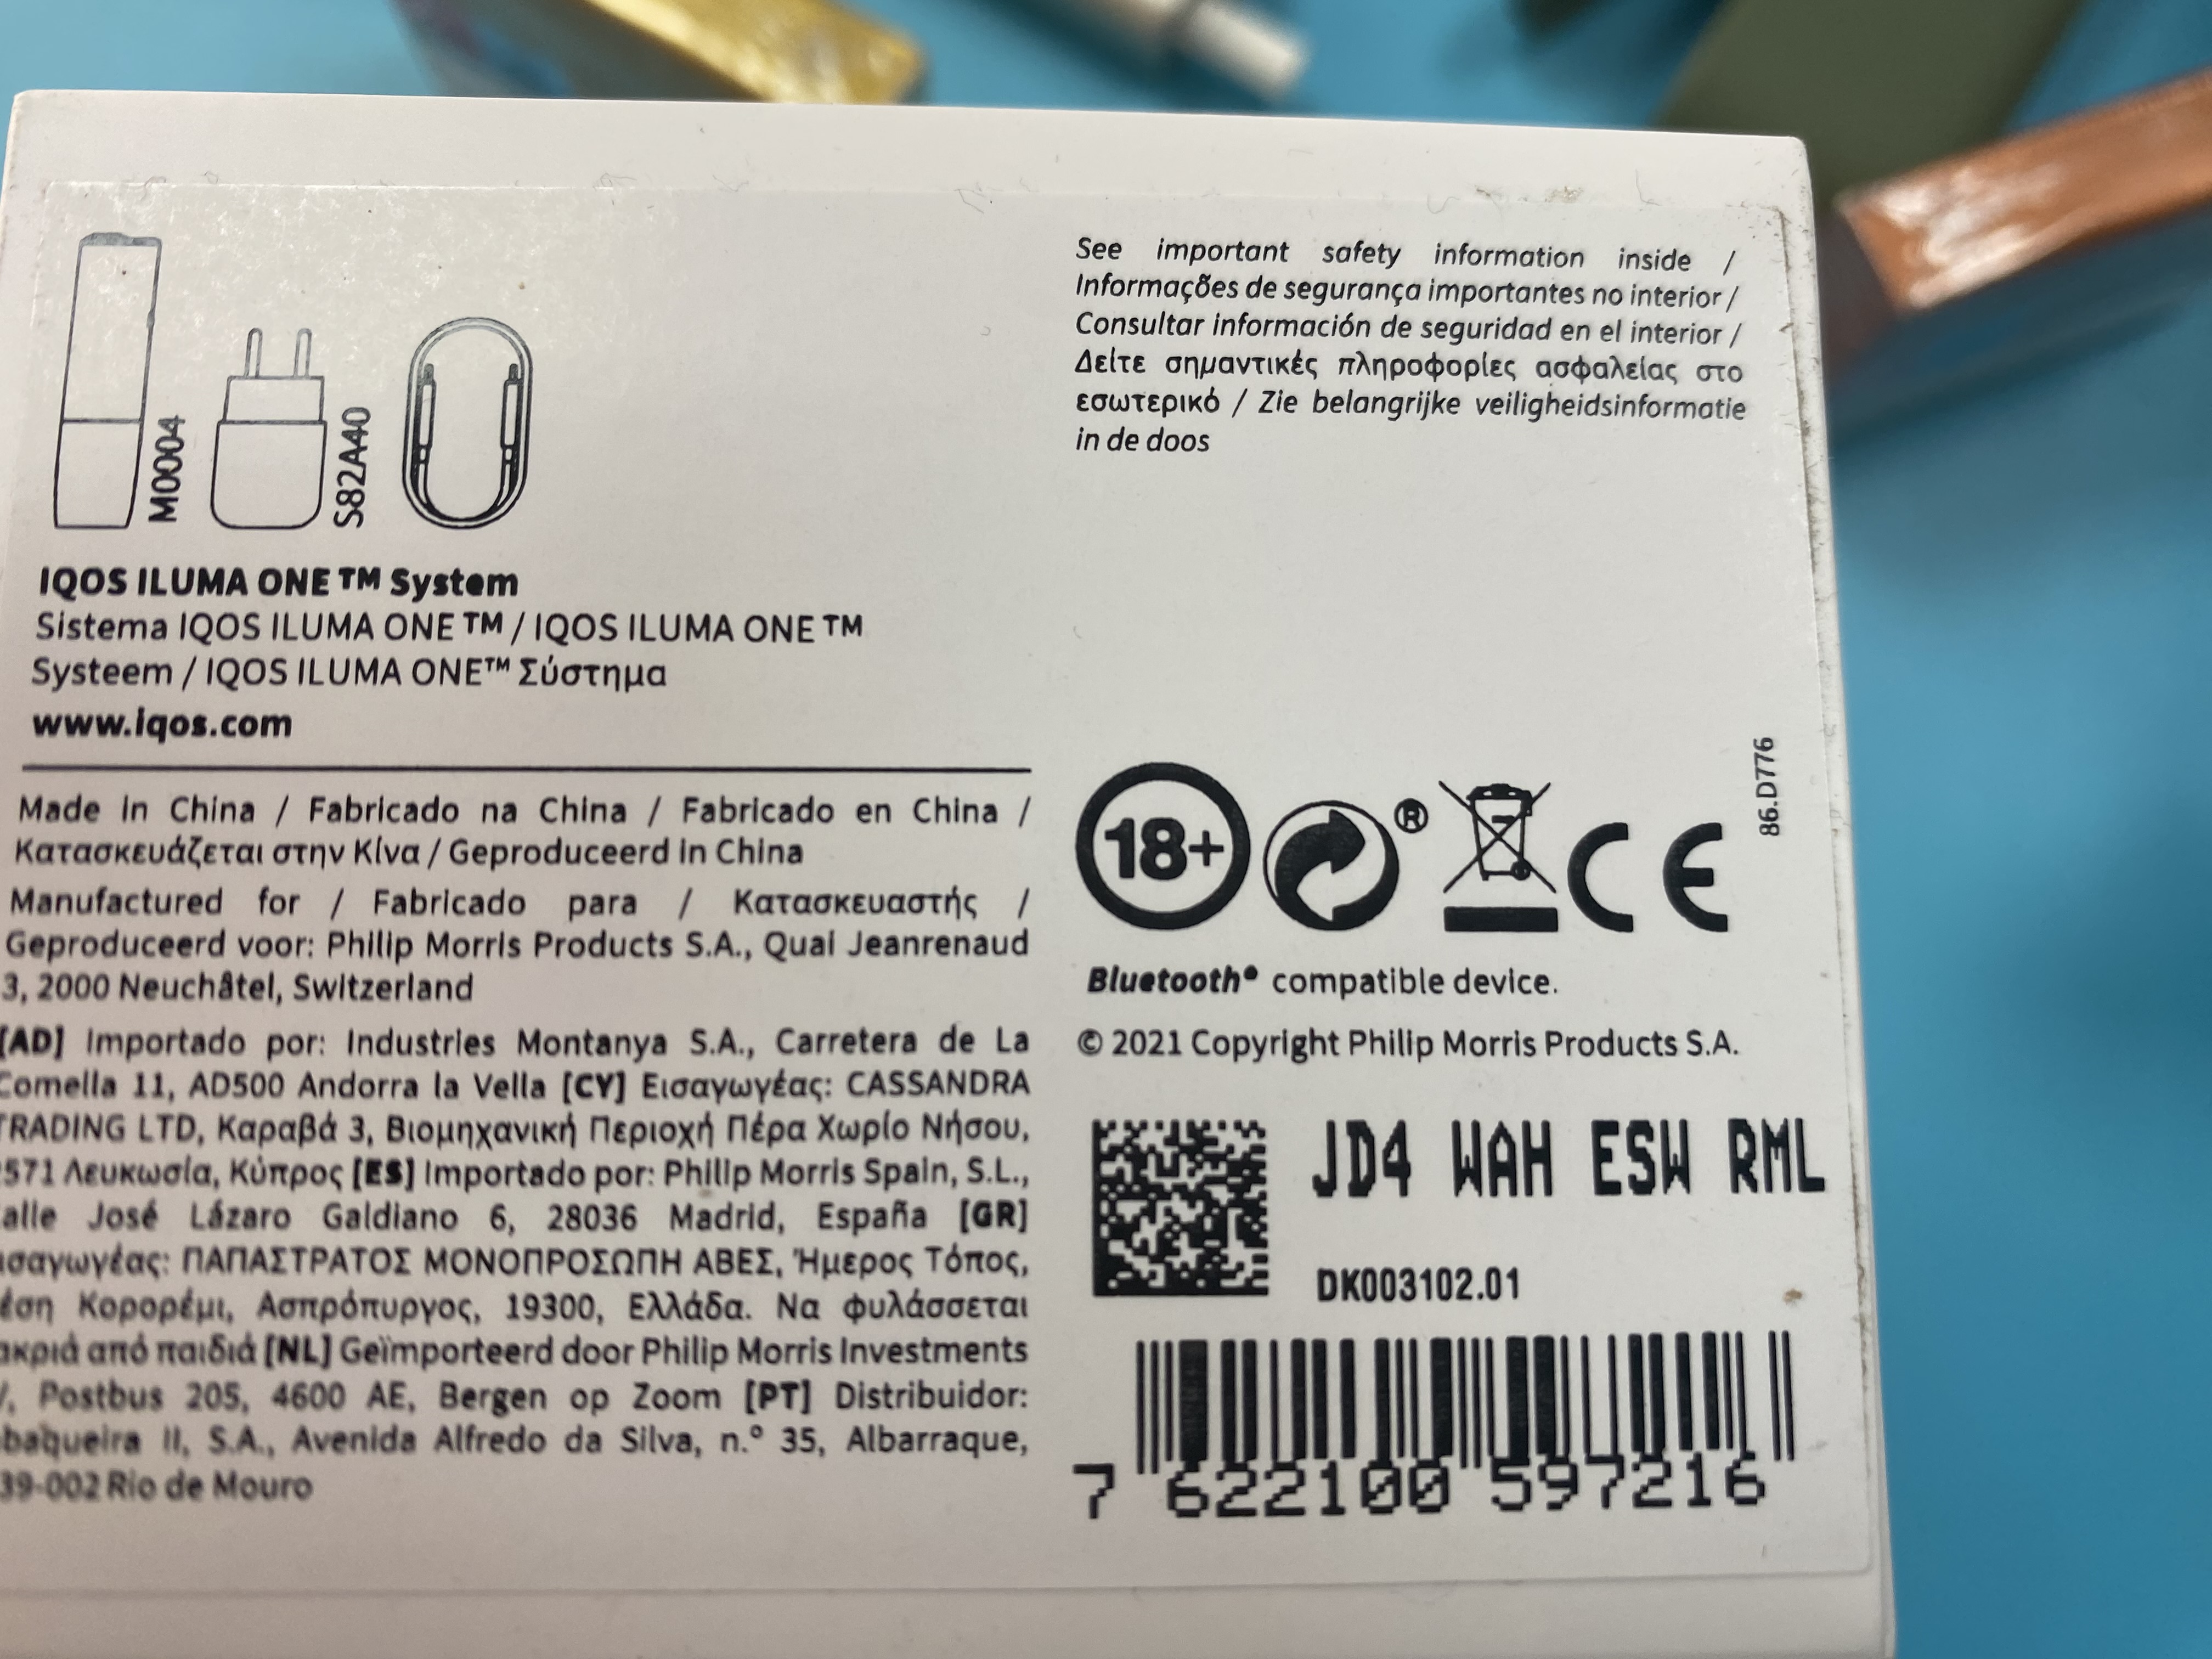 M0004
S82A40
IQOS ILUMA ONE™ System
Sistema IQOS ILUMA ONE™ / IQOS ILUMA ONE™
Systeem / IQOS ILUMA ONE™ Σύστημα
www.iqos.com
Made in China / Fabricado na China / Fabricado en China /
Κατασκευάζεται στην Κίνα / Geproduceerd in China
Manufactured for / Fabricado para / Κατασκευαστής /
Geproduceerd voor: Philip Morris Products S.A., Quai Jeanrenaud
3, 2000 Neuchâtel, Switzerland
[AD] Importado por: Industries Montanya S.A., Carretera de La
Comella 11, AD500 Andorra la Vella [CY] Εισαγωγέας: CASSANDRA
TRADING LTD, Καραβά 3, Βιομηχανική Περιοχή Πέρα Χωρίο Νήσου,
2571 Λευκωσία, Κύπρος [ES] Importado por: Philip Morris Spain, S.L.,
José Lázaro Galdiano 6, 28036 Madrid, España [GR]
ΠΑΠΑΣΤΡΑΤΟΣ ΜΟΝΟΠΡΟΣΩΠΗ ΑΒΕΣ, Ήμερος Τόπος,
Κορορέμι, Ασπρόπυργος, 19300, Ελλάδα. Να φυλάσσεται
από παιδιά [NL] Geïmporteerd door Philip Morris Investments
Postbus 205, 4600 AE, Bergen op Zoom [PT] Distribuidor:
II, S.A., Avenida Alfredo da Silva, n.º 35, Albarraque,
39-002 Rio de Mouro
See important safety information inside /
Informações de segurança importantes no interior /
Consultar información de seguridad en el interior /
Δείτε σημαντικές πληροφορίες ασφαλείας στο
εσωτερικό / Zie belangrijke veiligheidsinformatie
in de doos
86.D776
18+ ® CE
Bluetooth® compatible device.
© 2021 Copyright Philip Morris Products S.A.
JD4 WAH ESW RML
DK003102.01
7 622100 597216